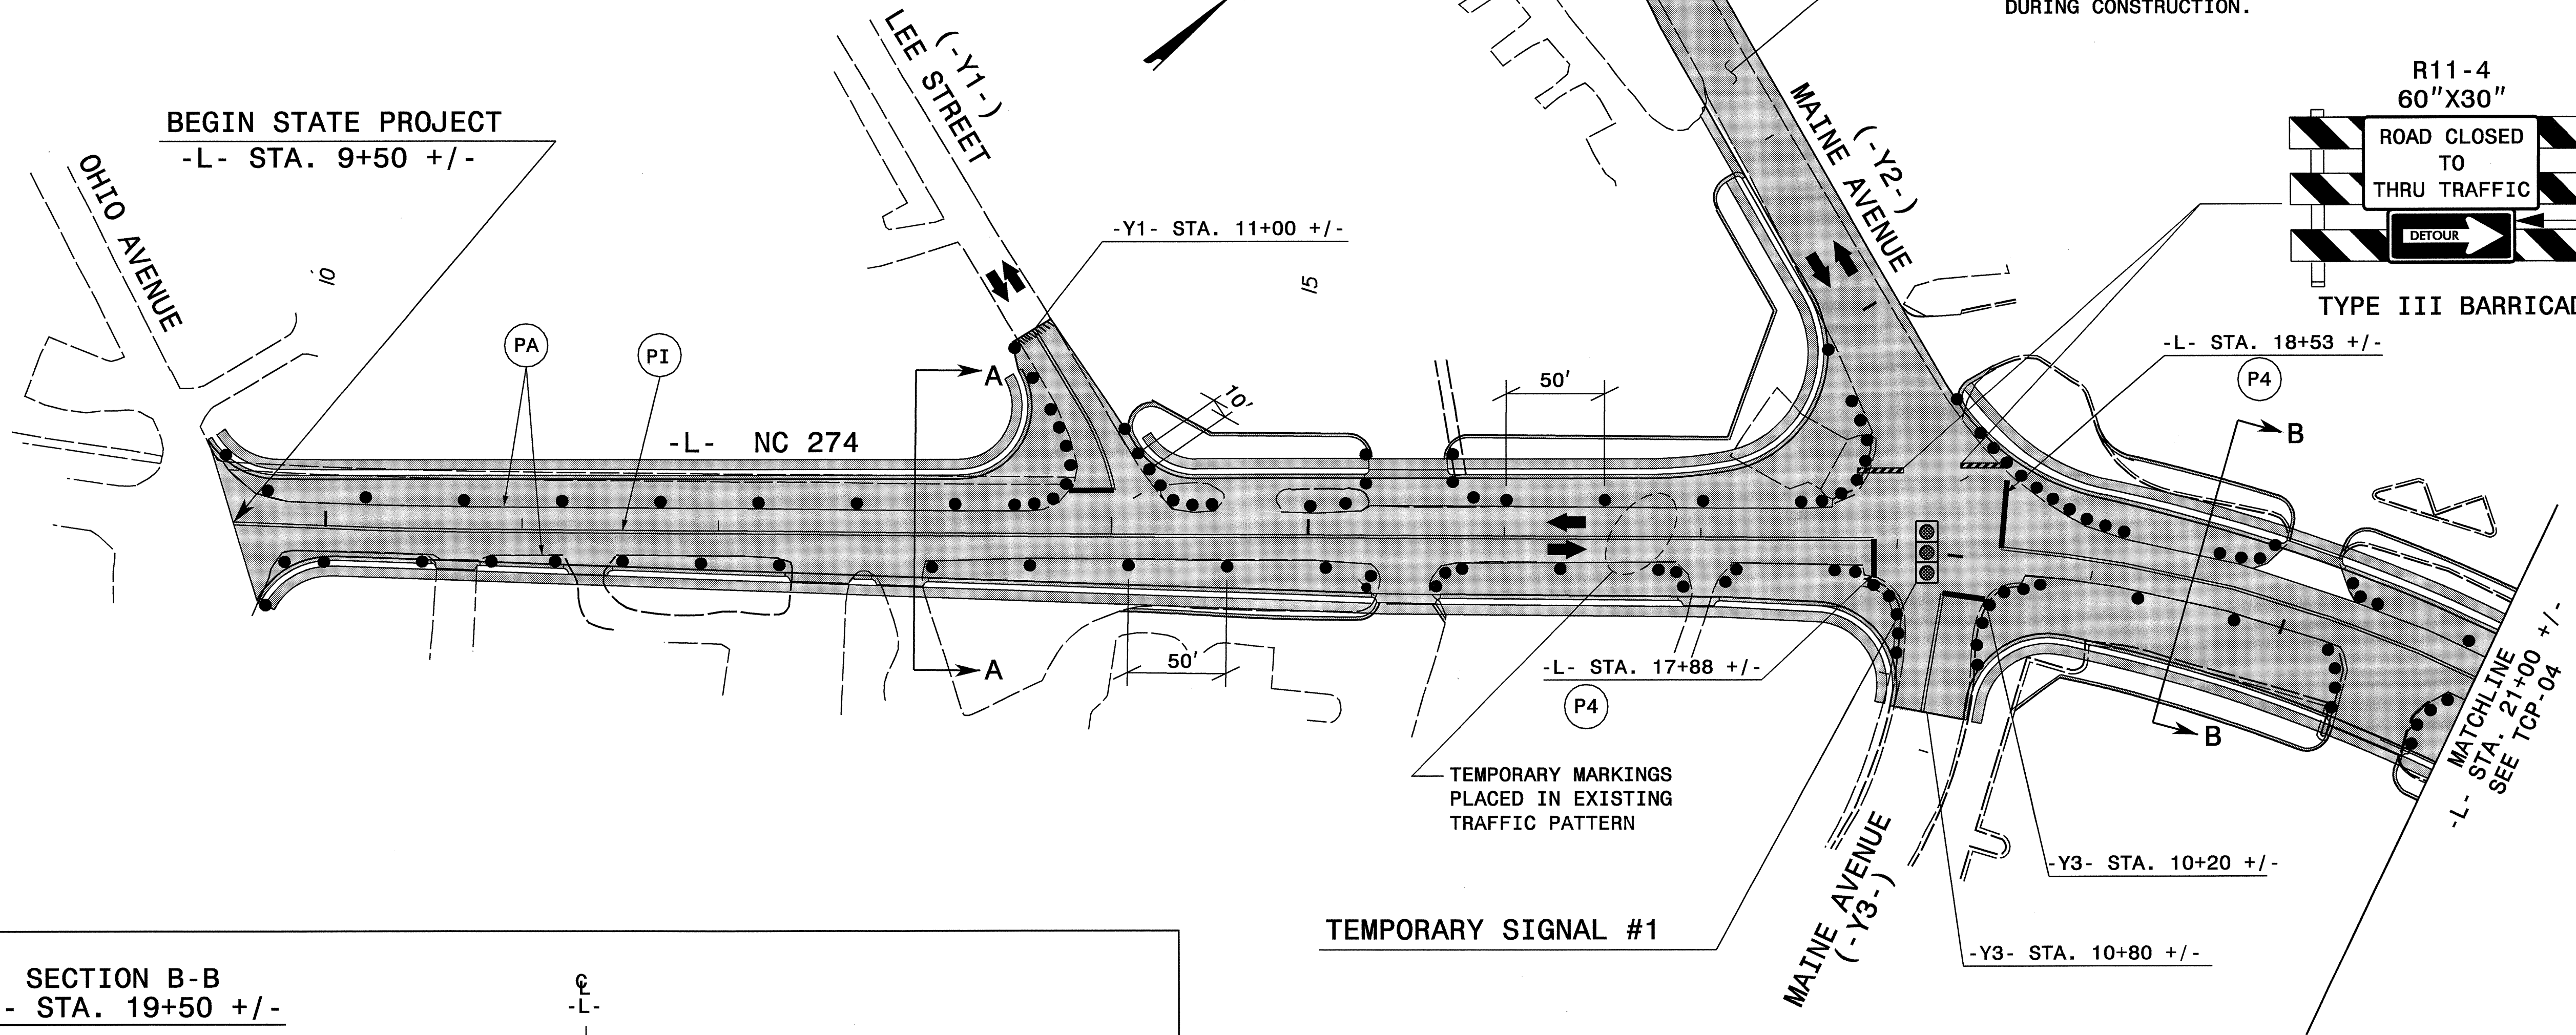 DURING CONSTRUCTION.
R11-4
60"X30"
ROAD CLOSED
TO
THRU TRAFFIC
DETOUR
BEGIN STATE PROJECT
-L- STA. 9+50 +/-
OHIO AVENUE
10
(-Y1-)
LEE STREET
-Y1- STA. 11+00 +/-
15
MAINE AVENUE
(-Y2-)
-L- STA. 18+53 +/-
P4
PA
PI
A
10'
50'
B
-L- NC 274
A
50'
-L- STA. 17+88 +/-
P4
B
TEMPORARY MARKINGS
PLACED IN EXISTING
TRAFFIC PATTERN
MATCHLINE
-L- STA. 21+00 +/-
SEE TCP-04
MAINE AVENUE
(-Y3-)
-Y3- STA. 10+20 +/-
TEMPORARY SIGNAL #1
-Y3- STA. 10+80 +/-
SECTION B-B
- STA. 19+50 +/-
℄
-L-